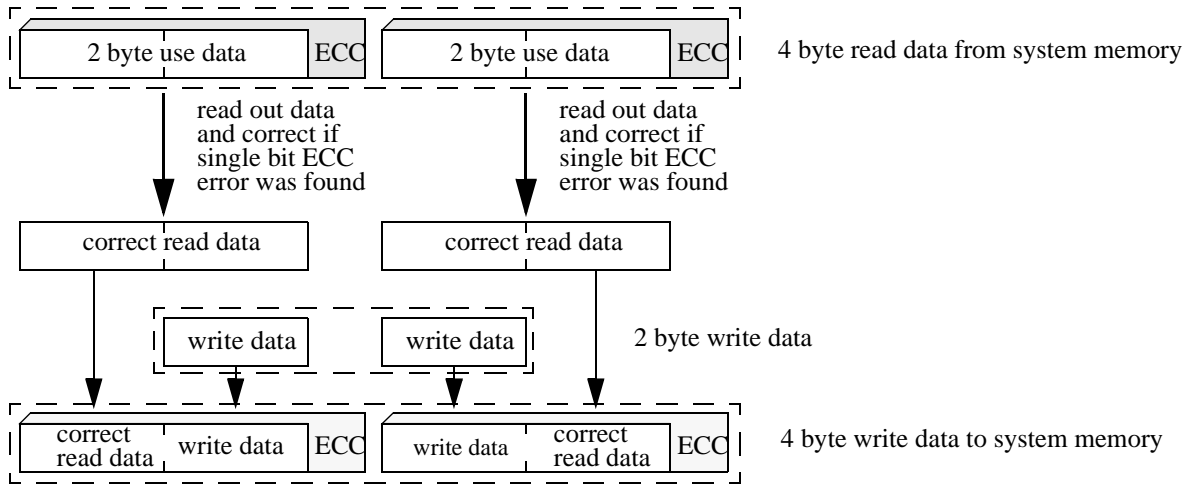 2 byte use data ECC 2 byte use data ECC 4 byte read data from system memory
read out data
and correct if
single bit ECC
error was found
read out data
and correct if
single bit ECC
error was found
correct read data correct read data
write data write data 2 byte write data
correct
read data
write data
ECC
write data
correct
read data
ECC
4 byte write data to system memory